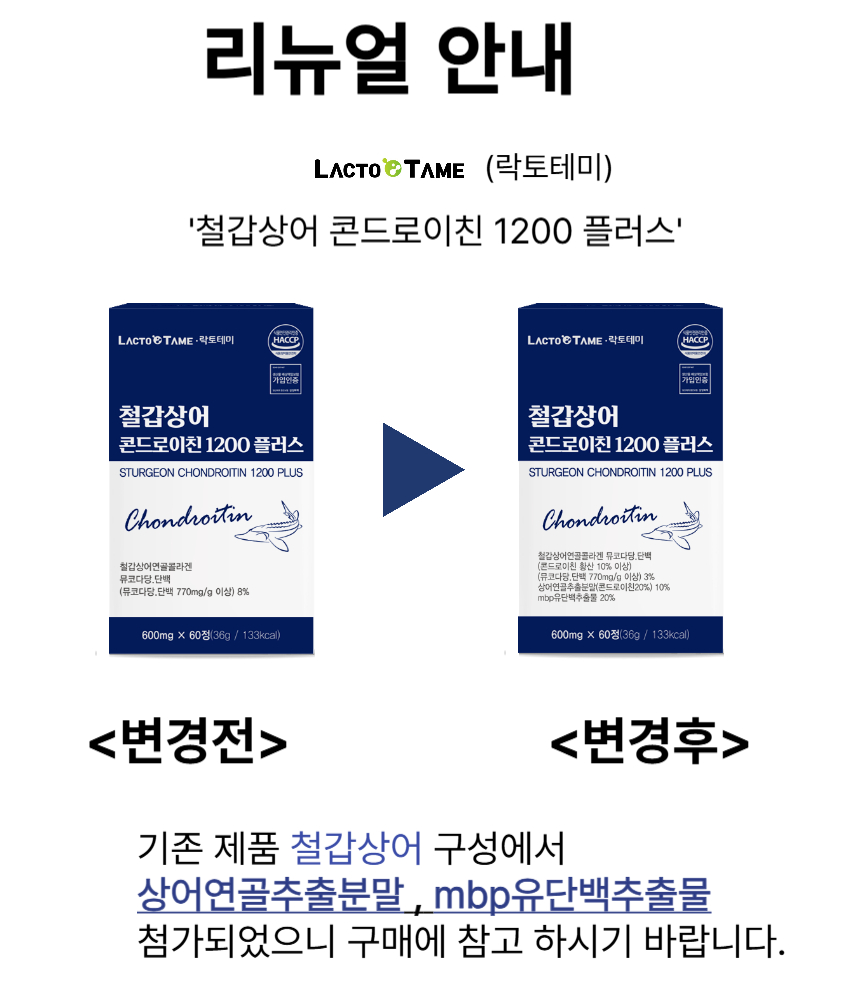 리뉴얼 안내
LACTO TAME (락토테미)
'철갑상어 콘드로이친 1200 플러스'
LACTO TAME · 락토테미
HACCP
가입인증
철갑상어
콘드로이친 1200 플러스
STURGEON CHONDROITIN 1200 PLUS
Chondroitin
철갑상어연골콜라겐
뮤코다당.단백
(뮤코다당.단백 770mg/g 이상) 8%
600mg × 60정(36g / 133kcal)
LACTO TAME · 락토테미
HACCP
가입인증
철갑상어
콘드로이친 1200 플러스
STURGEON CHONDROITIN 1200 PLUS
Chondroitin
철갑상어연골콜라겐 뮤코다당.단백
(콘드로이친 황산 10% 이상)
(뮤코다당.단백 770mg/g 이상) 3%
상어연골추출분말(콘드로이친20%) 10%
mbp유단백추출물 20%
600mg × 60정(36g / 133kcal)
<변경전>
<변경후>
기존 제품 철갑상어 구성에서
상어연골추출분말 , mbp유단백추출물
첨가되었으니 구매에 참고 하시기 바랍니다.